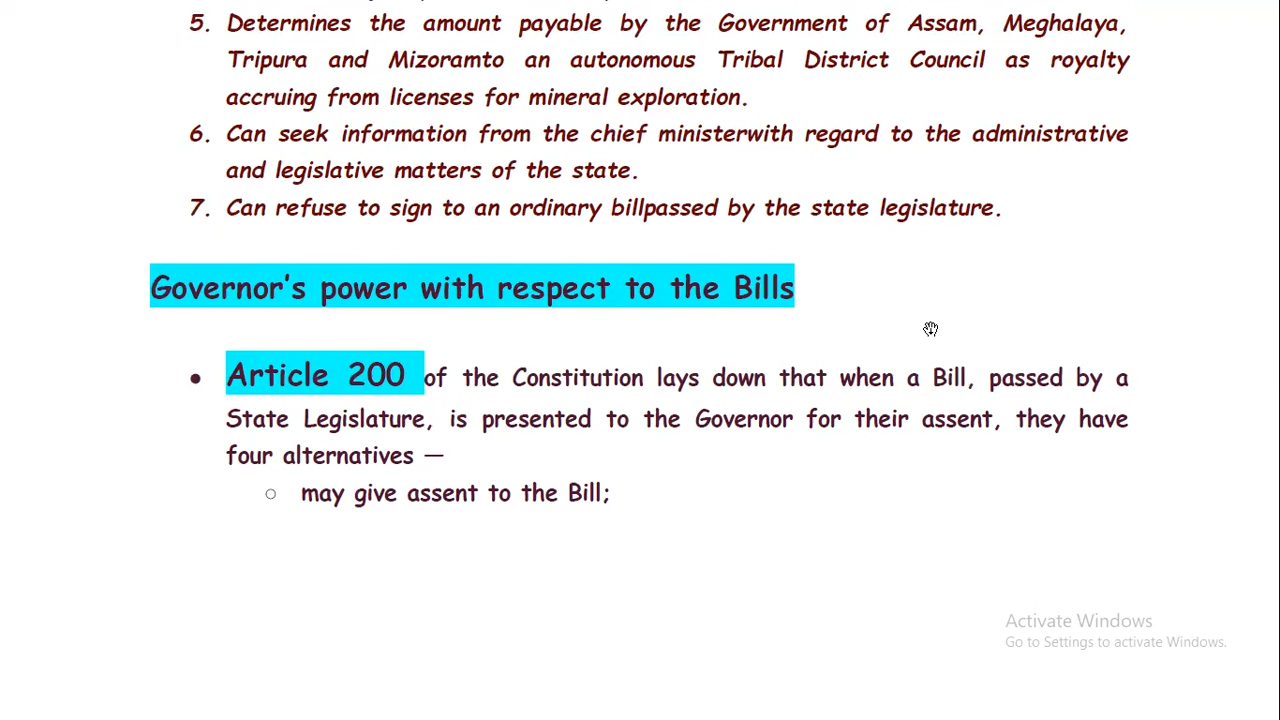 5. Determines the amount payable by the Government of Assam, Meghalaya,
Tripura and Mizoramto an autonomous Tribal District Council as royalty
accruing from licenses for mineral exploration.
6. Can seek information from the chief ministerwith regard to the administrative
and legislative matters of the state.
7. Can refuse to sign to an ordinary billpassed by the state legislature.
Governor's power with respect to the Bills
• Article 200 of the Constitution lays down that when a Bill, passed by a
State Legislature, is presented to the Governor for their assent, they have
four alternatives —
○ may give assent to the Bill;
Activate Windows
Go to Settings to activate Windows.